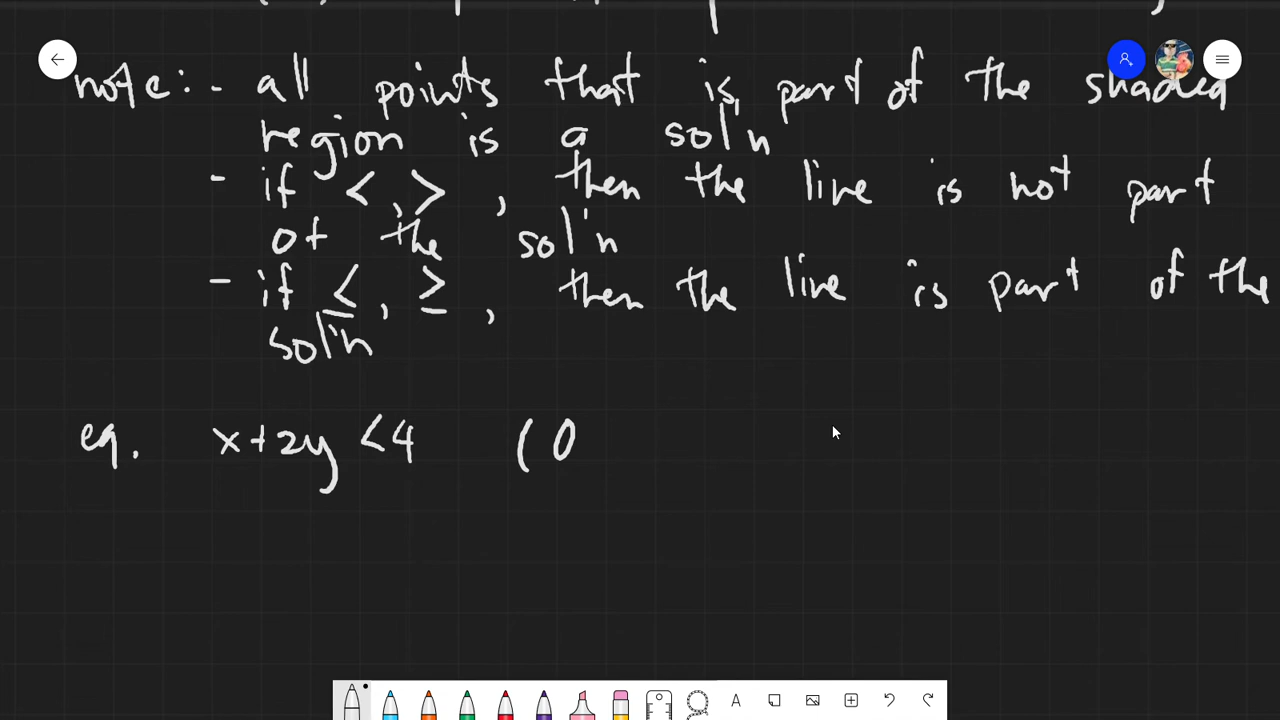 note: - all points that is part of the shaded
region is a sol'n
- if <, >, then the line is not part
of the sol'n
- if ≤, ≥, then the line is part of the
sol'n
eq. x+2y <4 (0
A